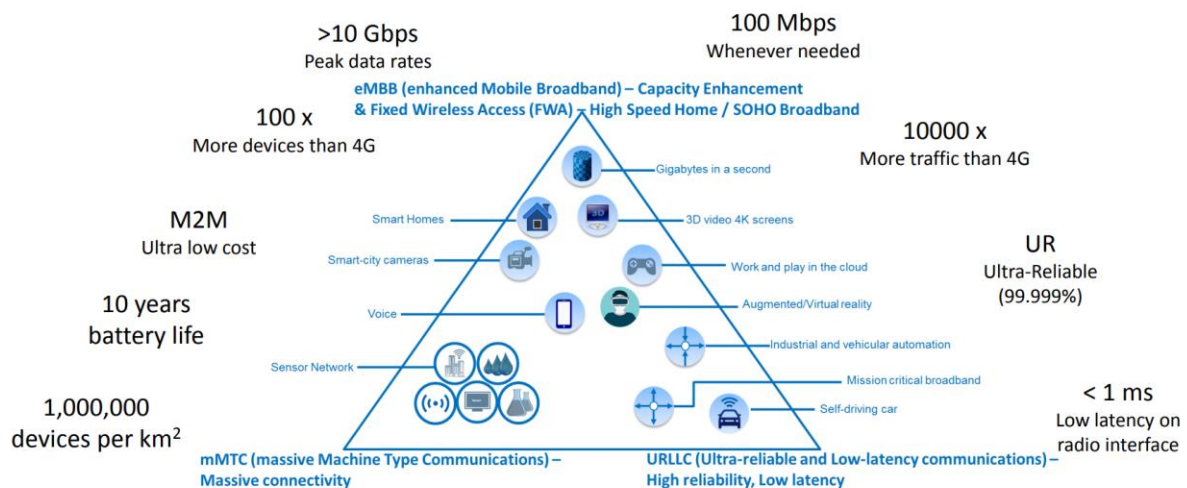 >10 Gbps
Peak data rates
100 Mbps
Whenever needed
eMBB (enhanced Mobile Broadband) – Capacity Enhancement
& Fixed Wireless Access (FWA) – High Speed Home / SOHO Broadband
100 x
More devices than 4G
10000 x
More traffic than 4G
Gigabytes in a second
M2M
Ultra low cost
Smart Homes
3D
3D video 4K screens
UR
Ultra-Reliable
(99.999%)
Smart-city cameras
Work and play in the cloud
10 years
battery life
Voice
Augmented/Virtual reality
Industrial and vehicular automation
Sensor Network
Mission critical broadband
1,000,000
devices per km²
Self-driving car
< 1 ms
Low latency on
radio interface
mMTC (massive Machine Type Communications) –
Massive connectivity
URLLC (Ultra-reliable and Low-latency communications) –
High reliability, Low latency